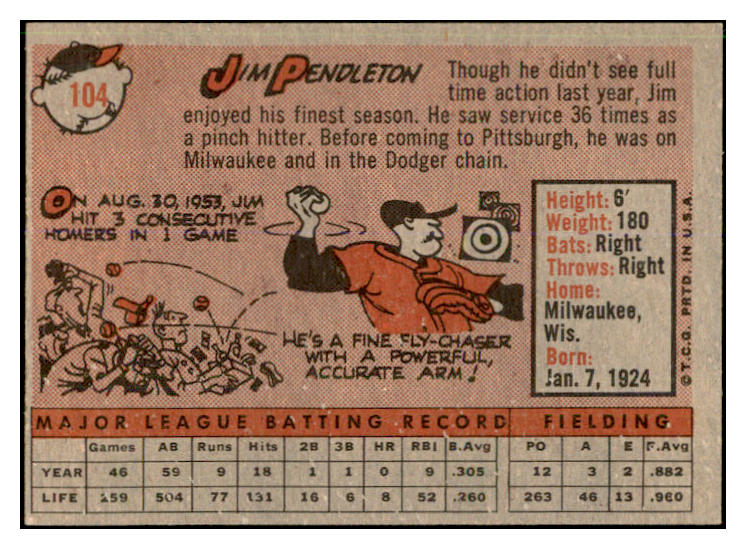 104
JIM PENDLETON
Though he didn't see full
time action last year, Jim
enjoyed his finest season. He saw service 36 times as
a pinch hitter. Before coming to Pittsburgh, he was on
Milwaukee and in the Dodger chain.
ON AUG. 30, 1953, JIM
HIT 3 CONSECUTIVE
HOMERS IN 1 GAME
HE'S A FINE FLY-CHASER
WITH A POWERFUL,
ACCURATE ARM!
Height: 6'
Weight: 180
Bats: Right
Throws: Right
Home:
Milwaukee,
Wis.
Born:
Jan. 7, 1924
© T.C.G. PRTD. IN U.S.A.
MAJOR LEAGUE BATTING RECORD FIELDING
Games AB Runs Hits 2B 3B HR RBI B.Avg PO A E F.Avg
YEAR 46 59 9 18 1 1 0 9 .305 12 3 2 .882
LIFE 259 504 77 131 16 6 8 52 .260 263 46 13 .960